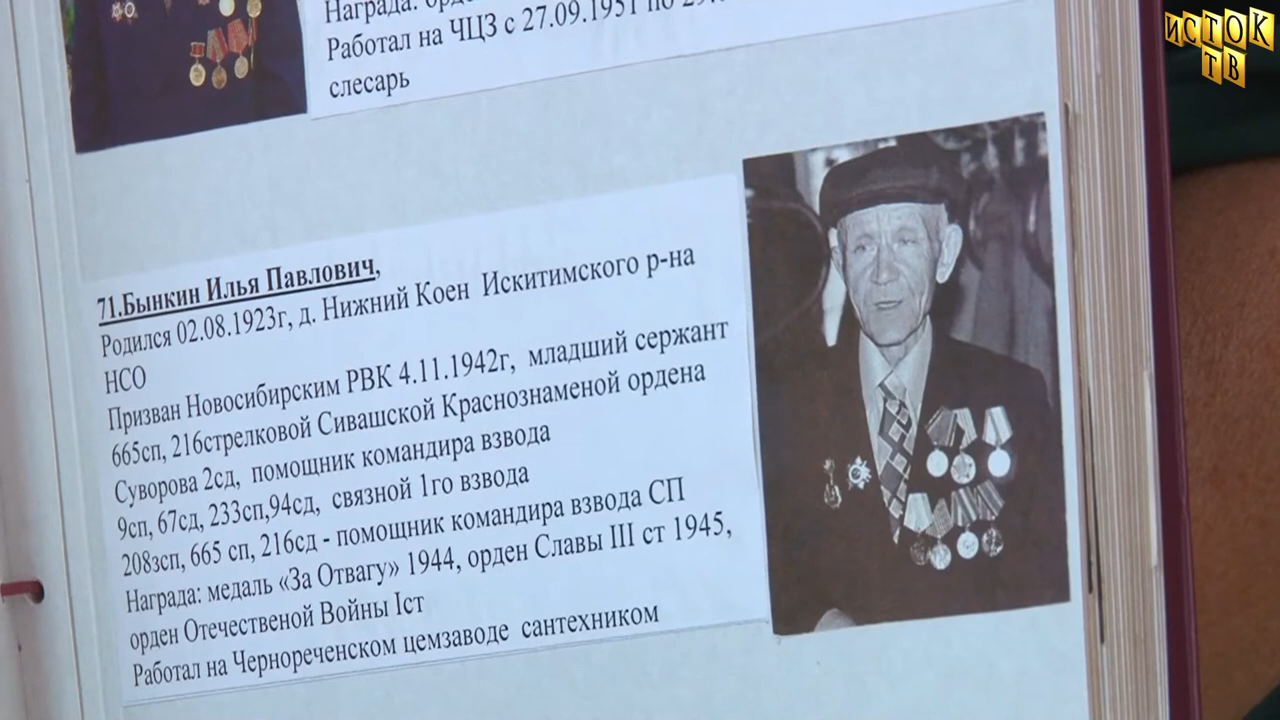 Награда:
Работал на ЧЦЗ с 27.09.1951 по
слесарь
ИСТОК
ТВ
71.Бынкин Илья Павлович,
Родился 02.08.1923г, д. Нижний Коен Искитимского р-на
НСО
Призван Новосибирским РВК 4.11.1942г, младший сержант
665сп, 216стрелковой Сивашской Краснознаменой ордена
Суворова 2сд, помощник командира взвода
9сп, 67сд, 233сп,94сд, связной 1го взвода
208зсп, 665 сп, 216сд - помощник командира взвода СП
Награда: медаль «За Отвагу» 1944, орден Славы III ст 1945,
орден Отечественой Войны Iст
Работал на Чернореченском цемзаводе сантехником